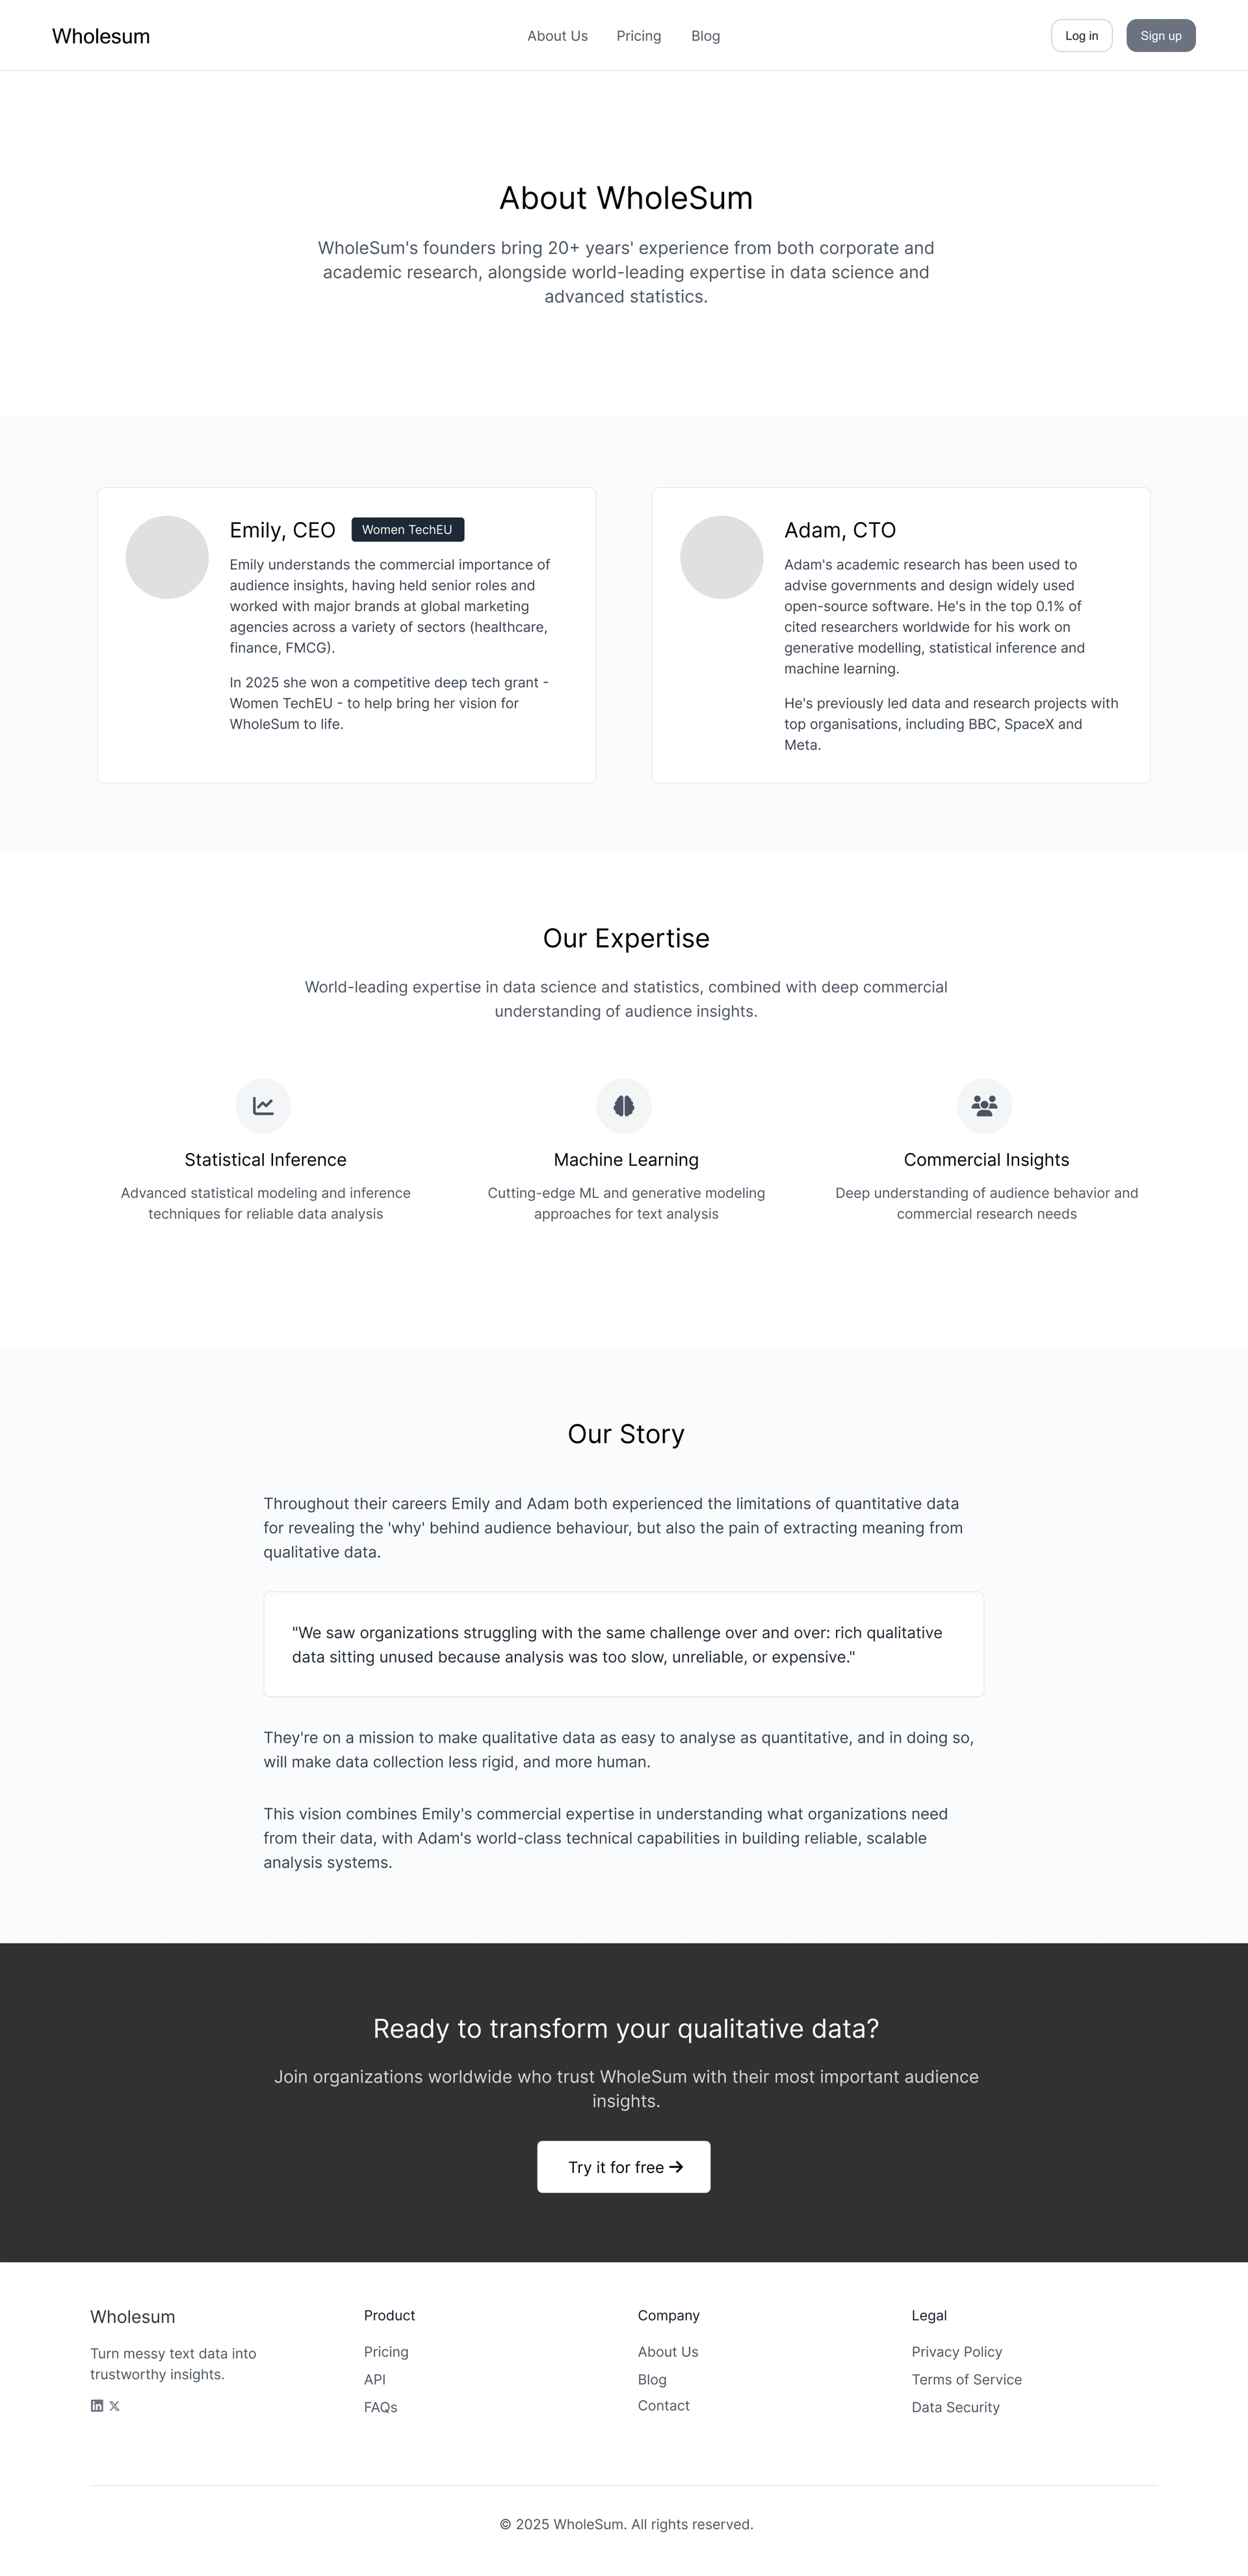 Wholesum
About Us
Pricing
Blog
Log in
Sign up
About WholeSum
WholeSum's founders bring 20+ years' experience from both corporate and
academic research, alongside world-leading expertise in data science and
advanced statistics.
Emily, CEO
Women TechEU
Emily understands the commercial importance of
audience insights, having held senior roles and
worked with major brands at global marketing
agencies across a variety of sectors (healthcare,
finance, FMCG).
In 2025 she won a competitive deep tech grant -
Women TechEU - to help bring her vision for
WholeSum to life.
Adam, CTO
Adam's academic research has been used to
advise governments and design widely used
open-source software. He's in the top 0.1% of
cited researchers worldwide for his work on
generative modelling, statistical inference and
machine learning.
He's previously led data and research projects with
top organisations, including BBC, SpaceX and
Meta.
Our Expertise
World-leading expertise in data science and statistics, combined with deep commercial
understanding of audience insights.
Statistical Inference
Advanced statistical modeling and inference
techniques for reliable data analysis
Machine Learning
Cutting-edge ML and generative modeling
approaches for text analysis
Commercial Insights
Deep understanding of audience behavior and
commercial research needs
Our Story
Throughout their careers Emily and Adam both experienced the limitations of quantitative data
for revealing the 'why' behind audience behaviour, but also the pain of extracting meaning from
qualitative data.
"We saw organizations struggling with the same challenge over and over: rich qualitative
data sitting unused because analysis was too slow, unreliable, or expensive."
They're on a mission to make qualitative data as easy to analyse as quantitative, and in doing so,
will make data collection less rigid, and more human.
This vision combines Emily's commercial expertise in understanding what organizations need
from their data, with Adam's world-class technical capabilities in building reliable, scalable
analysis systems.
Ready to transform your qualitative data?
Join organizations worldwide who trust WholeSum with their most important audience
insights.
Try it for free →
Wholesum
Turn messy text data into
trustworthy insights.
Product
Pricing
API
FAQs
Company
About Us
Blog
Contact
Legal
Privacy Policy
Terms of Service
Data Security
© 2025 WholeSum. All rights reserved.